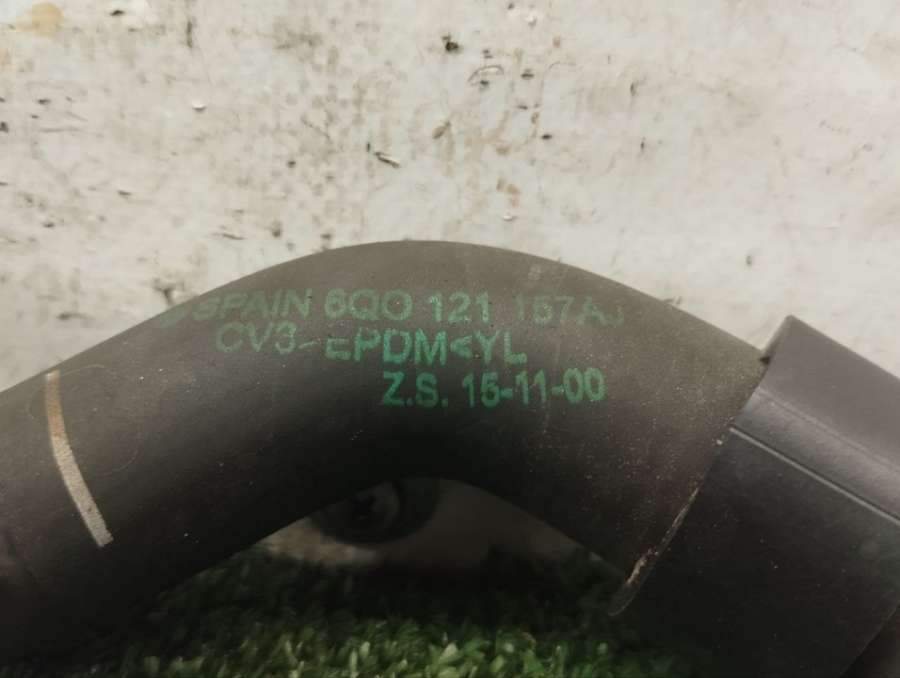 SPAIN 6Q0 121 157AJ
CV3-EPDM<YL
Z.S. 15-11-00